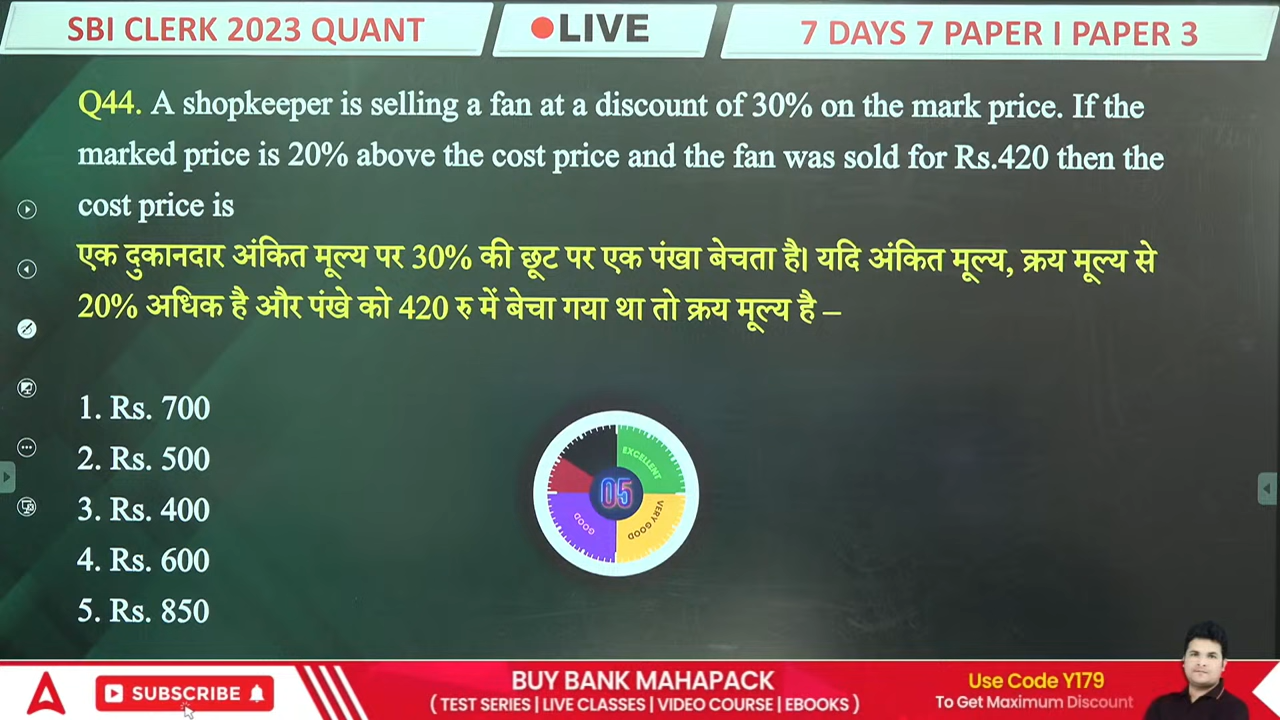 SBI CLERK 2023 QUANT
LIVE
7 DAYS 7 PAPER I PAPER 3
Q44. A shopkeeper is selling a fan at a discount of 30% on the mark price. If the
marked price is 20% above the cost price and the fan was sold for Rs.420 then the
cost price is
एक दुकानदार अंकित मूल्य पर 30% की छूट पर एक पंखा बेचता है। यदि अंकित मूल्य, क्रय मूल्य से
20% अधिक है और पंखे को 420 रु में बेचा गया था तो क्रय मूल्य है –
1. Rs. 700
2. Rs. 500
3. Rs. 400
4. Rs. 600
5. Rs. 850
EXCELLENT
05
GOOD
VERY GOOD
SUBSCRIBE
BUY BANK MAHAPACK
( TEST SERIES | LIVE CLASSES | VIDEO COURSE | EBOOKS )
Use Code Y179
To Get Maximum Discount